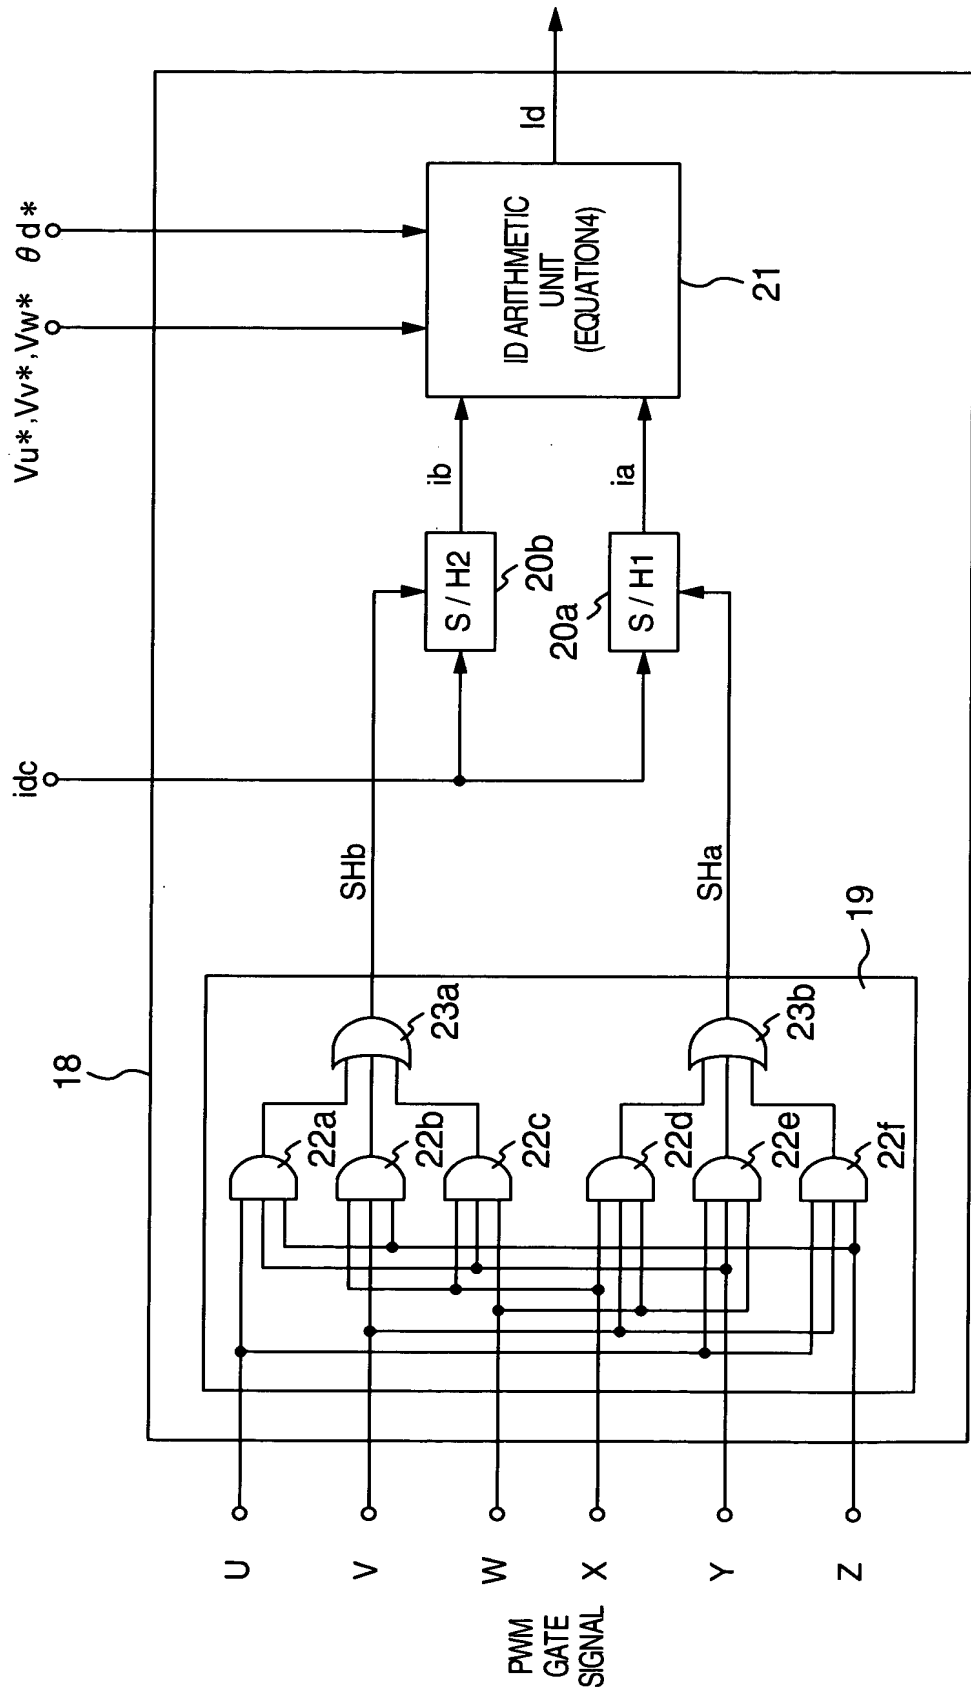 18
idc
Vu*,Vv*,Vw*
θd*
U
V
W
X
Y
Z
PWM
GATE
SIGNAL
22a
22b
22c
22d
22e
22f
23a
23b
19
SHb
SHa
S/H2
20b
20a
S/H1
ib
ia
ID ARITHMETIC
UNIT
(EQUATION4)
21
Id